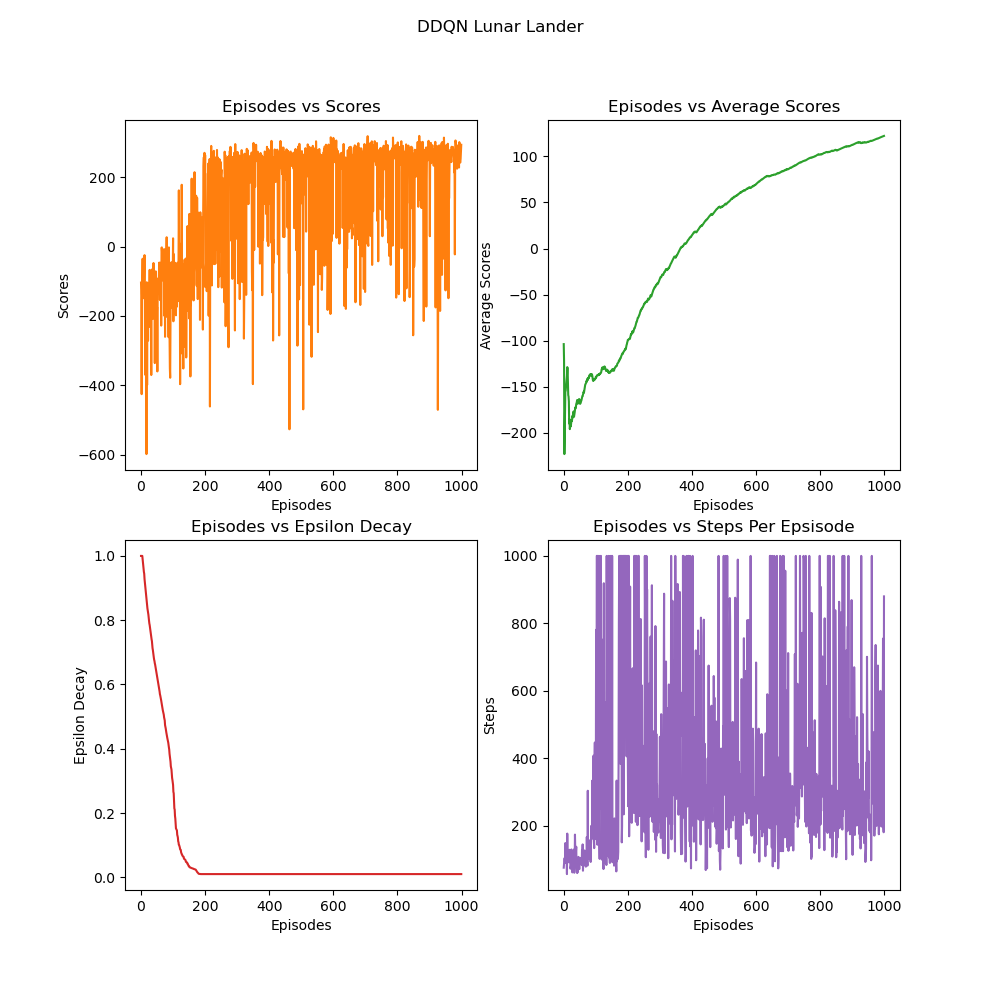 DDQN Lunar Lander
Episodes vs Scores
Scores
200
0
−200
−400
−600
0 200 400 600 800 1000
Episodes
Episodes vs Average Scores
Average Scores
100
50
0
−50
−100
−150
−200
0 200 400 600 800 1000
Episodes
Episodes vs Epsilon Decay
Epsilon Decay
1.0
0.8
0.6
0.4
0.2
0.0
0 200 400 600 800 1000
Episodes
Episodes vs Steps Per Epsisode
Steps
1000
800
600
400
200
0 200 400 600 800 1000
Episodes